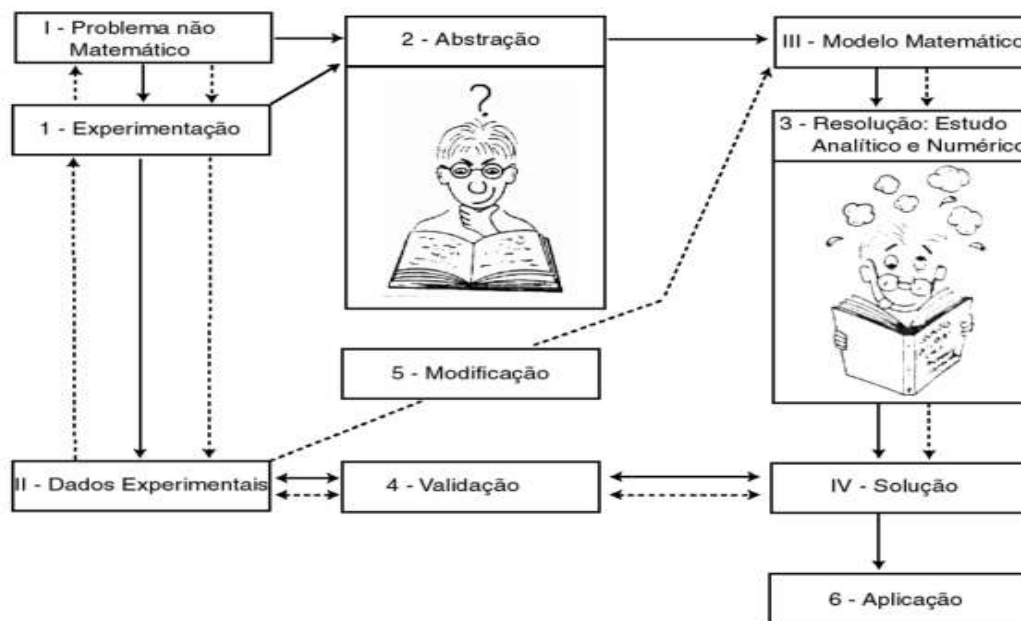 I - Problema não
Matemático
2 - Abstração
III - Modelo Matemático
1 - Experimentação
3 - Resolução: Estudo
Analítico e Numérico
?
5 - Modificação
II - Dados Experimentais
4 - Validação
IV - Solução
6 - Aplicação